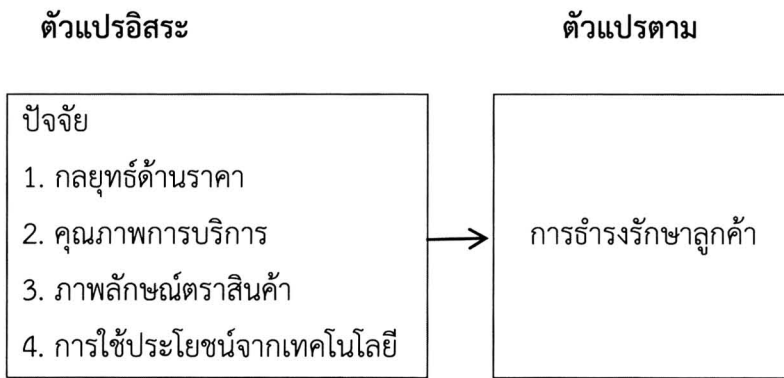 ตัวแปรอิสระ
ตัวแปรตาม
ปัจจัย
1. กลยุทธ์ด้านราคา
2. คุณภาพการบริการ
3. ภาพลักษณ์ตราสินค้า
4. การใช้ประโยชน์จากเทคโนโลยี
การธำรงรักษาลูกค้า